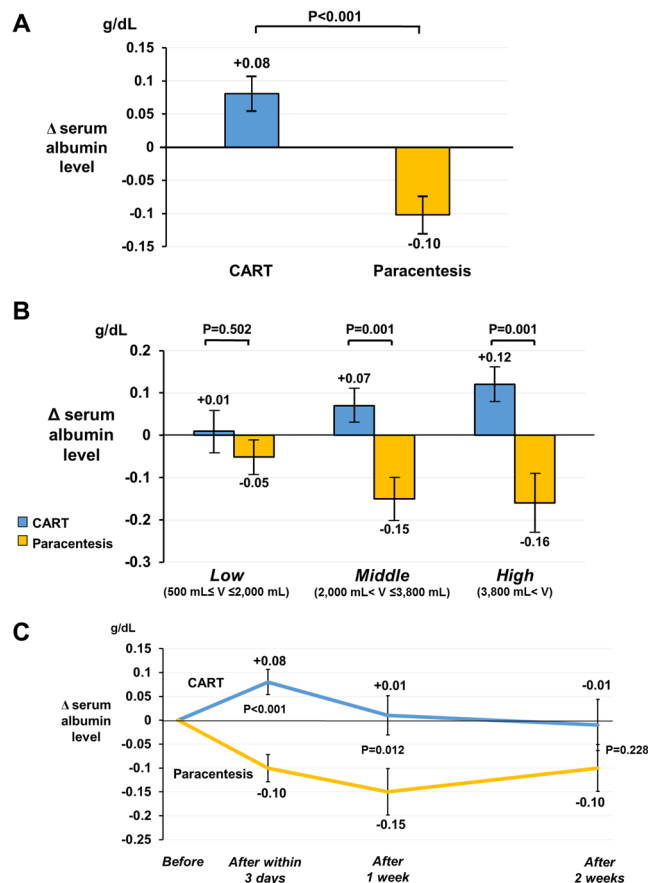 A
g/dL
P<0.001
0.15
0.1
0.05
0
-0.05
-0.1
-0.15
+0.08
-0.10
Δ serum
albumin
level
CART
Paracentesis
B
g/dL
P=0.502
P=0.001
P=0.001
0.2
0.1
0
-0.1
-0.2
-0.3
+0.01
-0.05
+0.07
-0.15
+0.12
-0.16
Δ serum
albumin
level
CART
Paracentesis
Low
(500 mL≤ V ≤2,000 mL)
Middle
(2,000 mL< V ≤3,800 mL)
High
(3,800 mL< V)
C
g/dL
0.15
0.1
0.05
0
-0.05
-0.1
-0.15
-0.2
-0.25
Δ serum
albumin
level
CART
+0.08
+0.01
-0.01
P<0.001
P=0.012
P=0.228
Paracentesis
-0.10
-0.15
-0.10
Before
After within
3 days
After
1 week
After
2 weeks